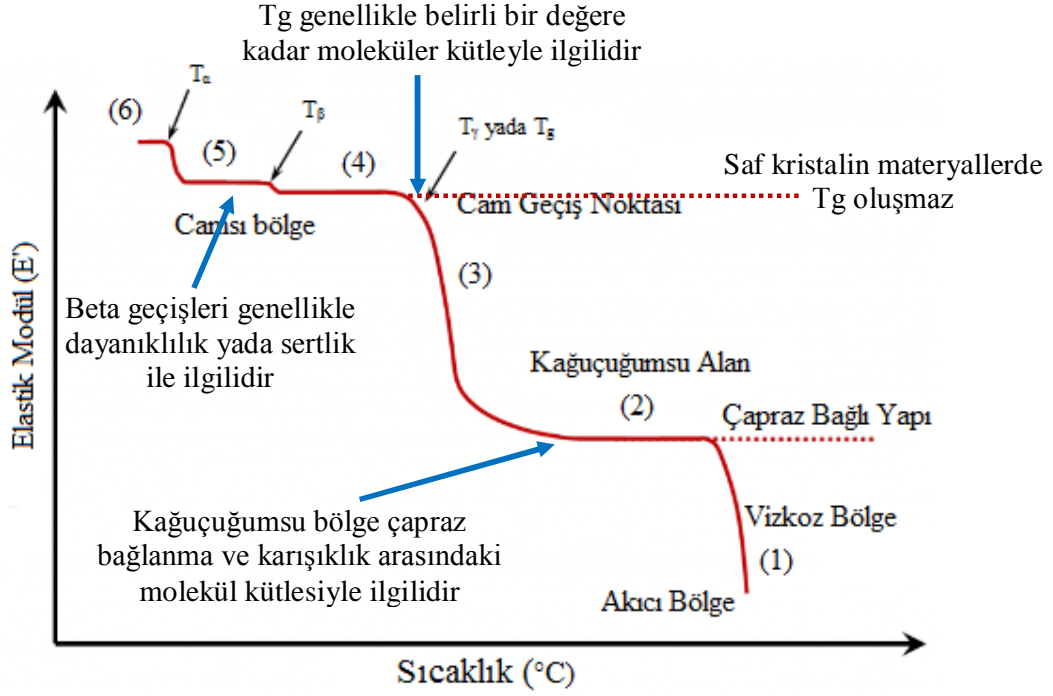 Tg genellikle belirli bir değere
kadar moleküler kütleyle ilgilidir
(6)
Tα
(5)
Tβ
(4)
Tγ yada Tg
Saf kristalin materyallerde
Tg oluşmaz
Camsı bölge
Cam Geçiş Noktası
(3)
Beta geçişleri genellikle
dayanıklılık yada sertlik
ile ilgilidir
Kağuçuğumsu Alan
(2)
Çapraz Bağlı Yapı
Kağuçuğumsu bölge çapraz
bağlanma ve karışıklık arasındaki
molekül kütlesiyle ilgilidir
Vizkoz Bölge
(1)
Akıcı Bölge
Elastik Modül (E')
Sıcaklık (°C)